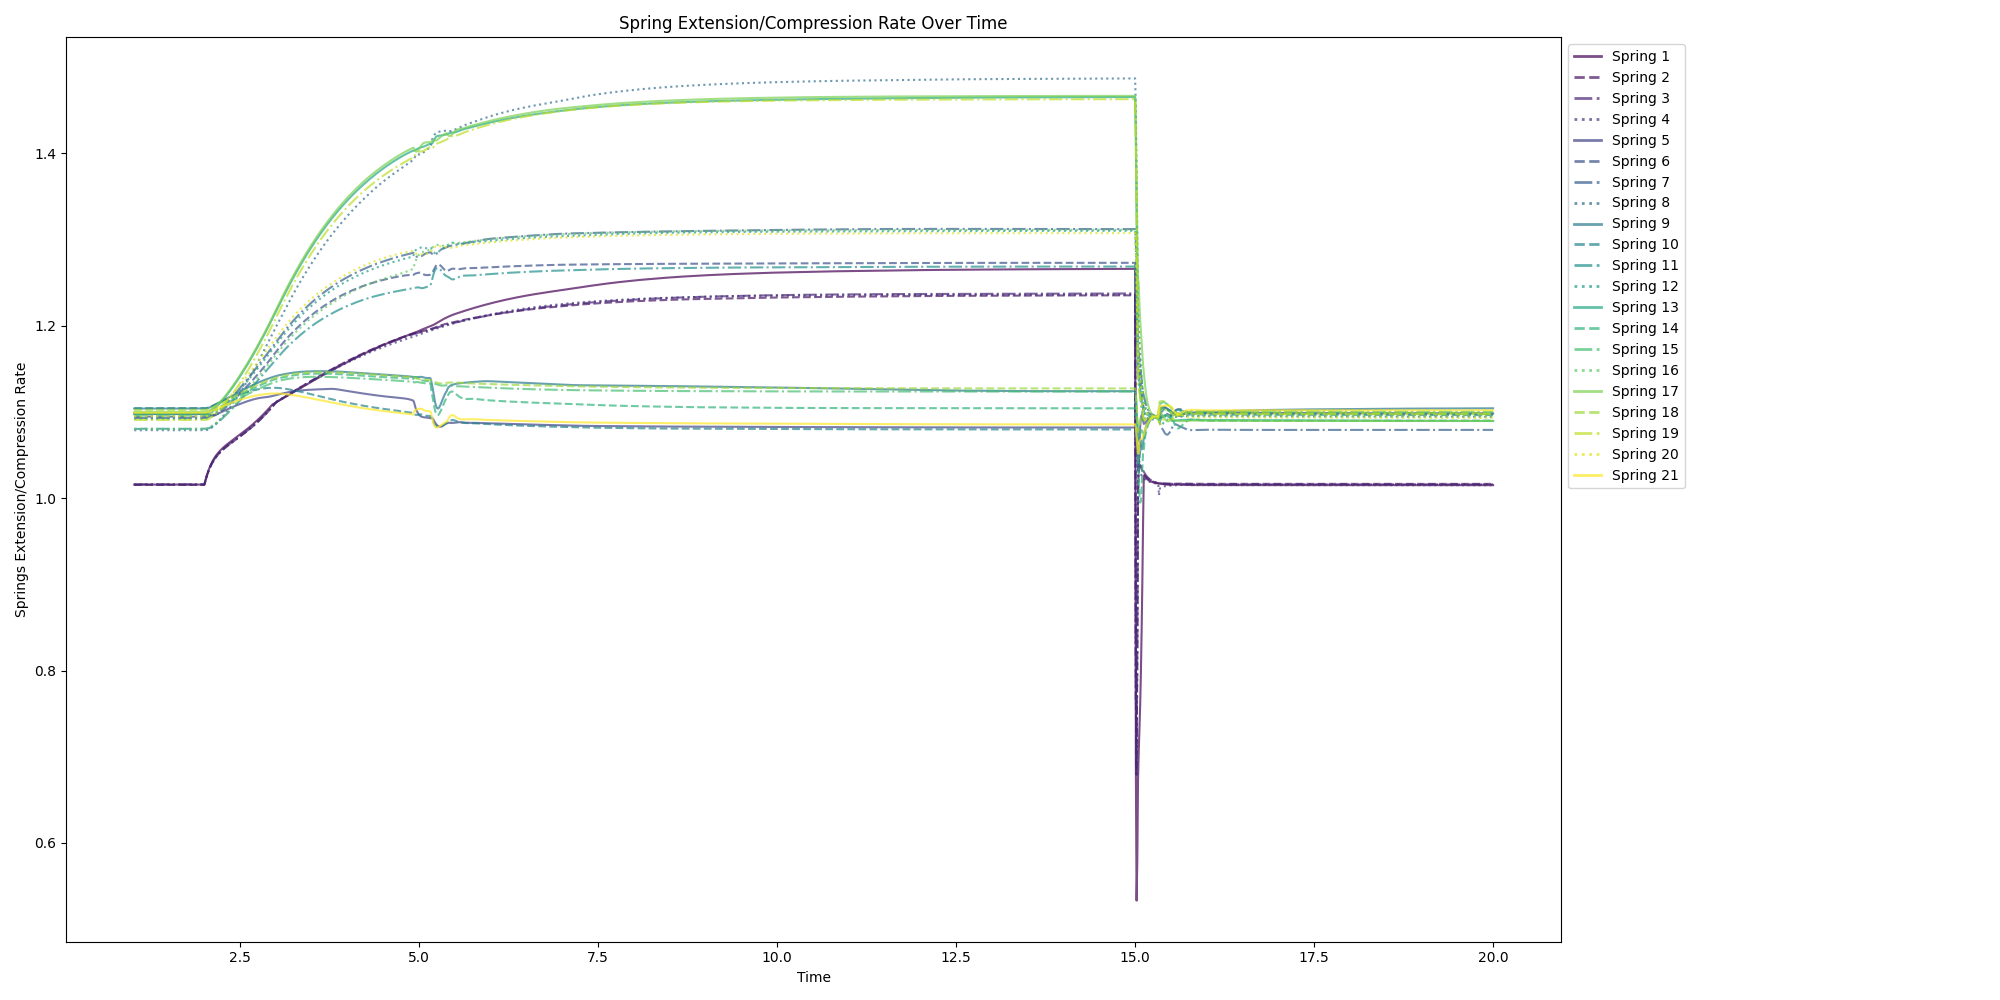 Spring Extension/Compression Rate Over Time
Springs Extension/Compression Rate
1.4
1.2
1.0
0.8
0.6
2.5
5.0
7.5
10.0
12.5
15.0
17.5
20.0
Time
Spring 1
Spring 2
Spring 3
Spring 4
Spring 5
Spring 6
Spring 7
Spring 8
Spring 9
Spring 10
Spring 11
Spring 12
Spring 13
Spring 14
Spring 15
Spring 16
Spring 17
Spring 18
Spring 19
Spring 20
Spring 21